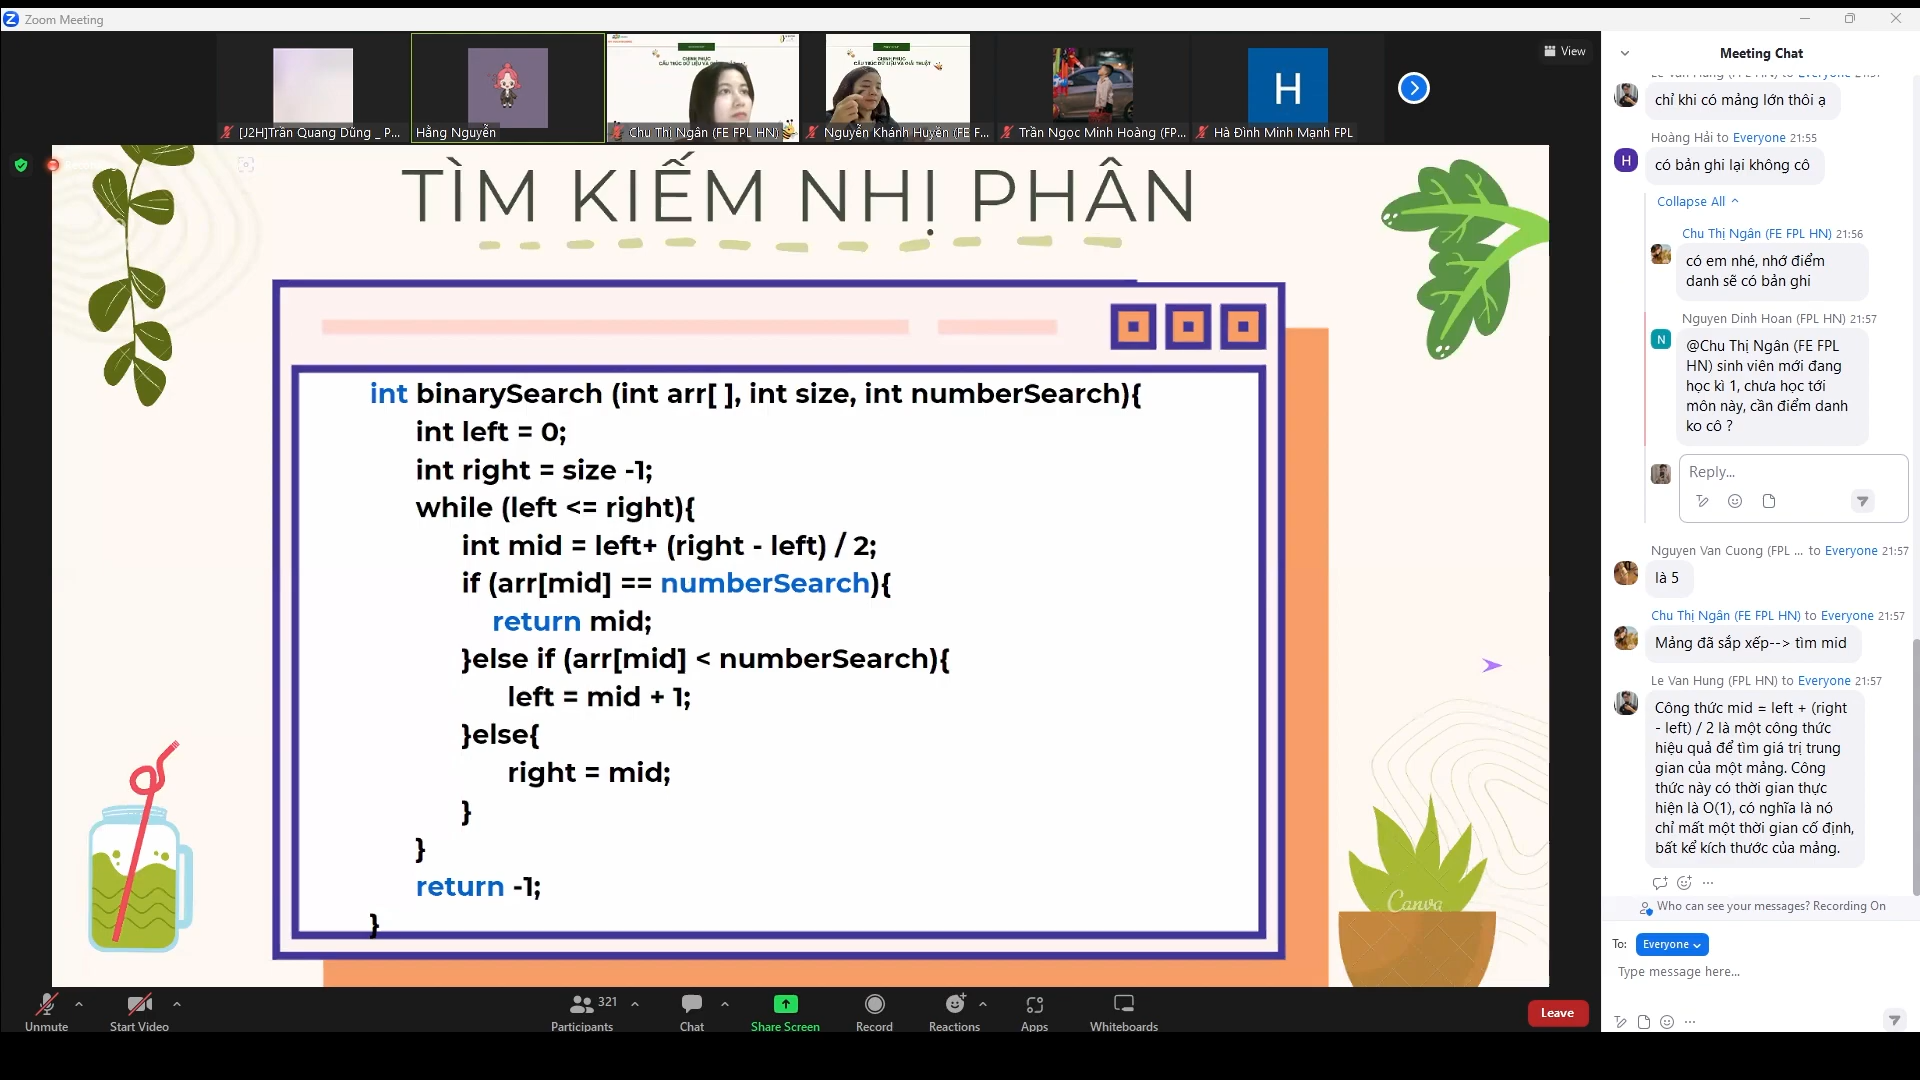 Zoom Meeting
View
[J2H]Trần Quang Dũng _ P...
Hằng Nguyễn
Chu Thị Ngân (FE FPL HN)
Nguyễn Khánh Huyền (FE F...
Trần Ngọc Minh Hoàng (FP...
H
Hà Đình Minh Mạnh FPL
TÌM KIẾM NHỊ PHÂN
int binarySearch (int arr[ ], int size, int numberSearch){
int left = 0;
int right = size -1;
while (left <= right){
int mid = left+ (right - left) / 2;
if (arr[mid] == numberSearch){
return mid;
}else if (arr[mid] < numberSearch){
left = mid + 1;
}else{
right = mid;
}
}
return -1;
}
Canva
Unmute
Start Video
321
Participants
Chat
Share Screen
Record
Reactions
Apps
Whiteboards
Leave
Meeting Chat
Le Van Hung (FPL HN) to Everyone 21:57
chỉ khi có mảng lớn thôi ạ
Hoàng Hải to Everyone 21:55
H
có bản ghi lại không cô
Collapse All
Chu Thị Ngân (FE FPL HN) 21:56
có em nhé, nhớ điểm
danh sẽ có bản ghi
Nguyen Dinh Hoan (FPL HN) 21:57
N
@Chu Thị Ngân (FE FPL
HN) sinh viên mới đang
học kì 1, chưa học tới
môn này, cần điểm danh
ko cô ?
Reply...
Nguyen Van Cuong (FPL ... to Everyone 21:57
là 5
Chu Thị Ngân (FE FPL HN) to Everyone 21:57
Mảng đã sắp xếp--> tìm mid
Le Van Hung (FPL HN) to Everyone 21:57
Công thức mid = left + (right
- left) / 2 là một công thức
hiệu quả để tìm giá trị trung
gian của một mảng. Công
thức này có thời gian thực
hiện là O(1), có nghĩa là nó
chỉ mất một thời gian cố định,
bất kể kích thước của mảng.
Who can see your messages? Recording On
To: Everyone
Type message here...